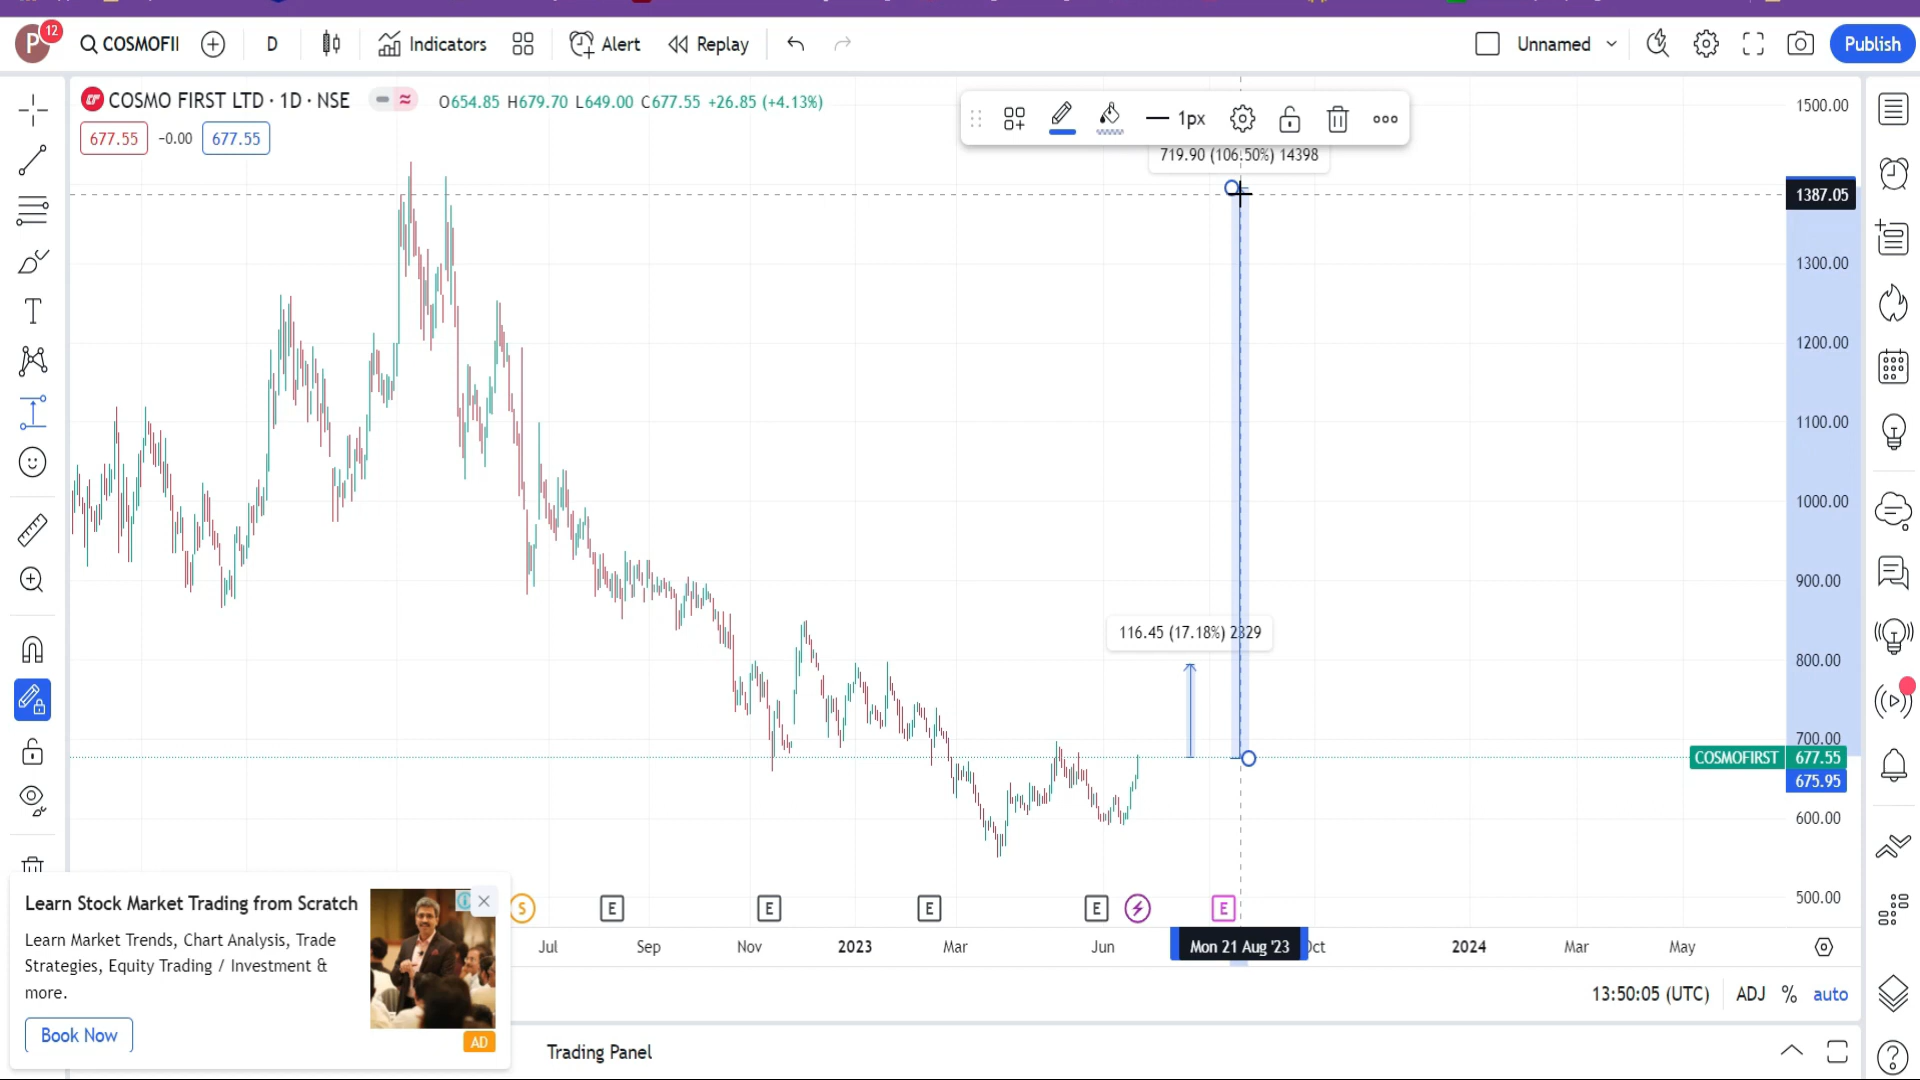 P 12 COSMOFII D Indicators Alert Replay Unnamed Publish
COSMO FIRST LTD · 1D · NSE O654.85 H679.70 L649.00 C677.55 +26.85 (+4.13%)
677.55 −0.00 677.55
1px
719.90 (106.50%) 14398
1500.00
1387.05
1300.00
1200.00
1100.00
1000.00
900.00
116.45 (17.18%) 2329
800.00
700.00
COSMOFIRST 677.55
675.95
600.00
500.00
S E E E E E
Jul Sep Nov 2023 Mar Jun Mon 21 Aug '23 Oct 2024 Mar May
Learn Stock Market Trading from Scratch
Learn Market Trends, Chart Analysis, Trade
Strategies, Equity Trading / Investment &
more.
Book Now
AD
13:50:05 (UTC) ADJ % auto
Trading Panel